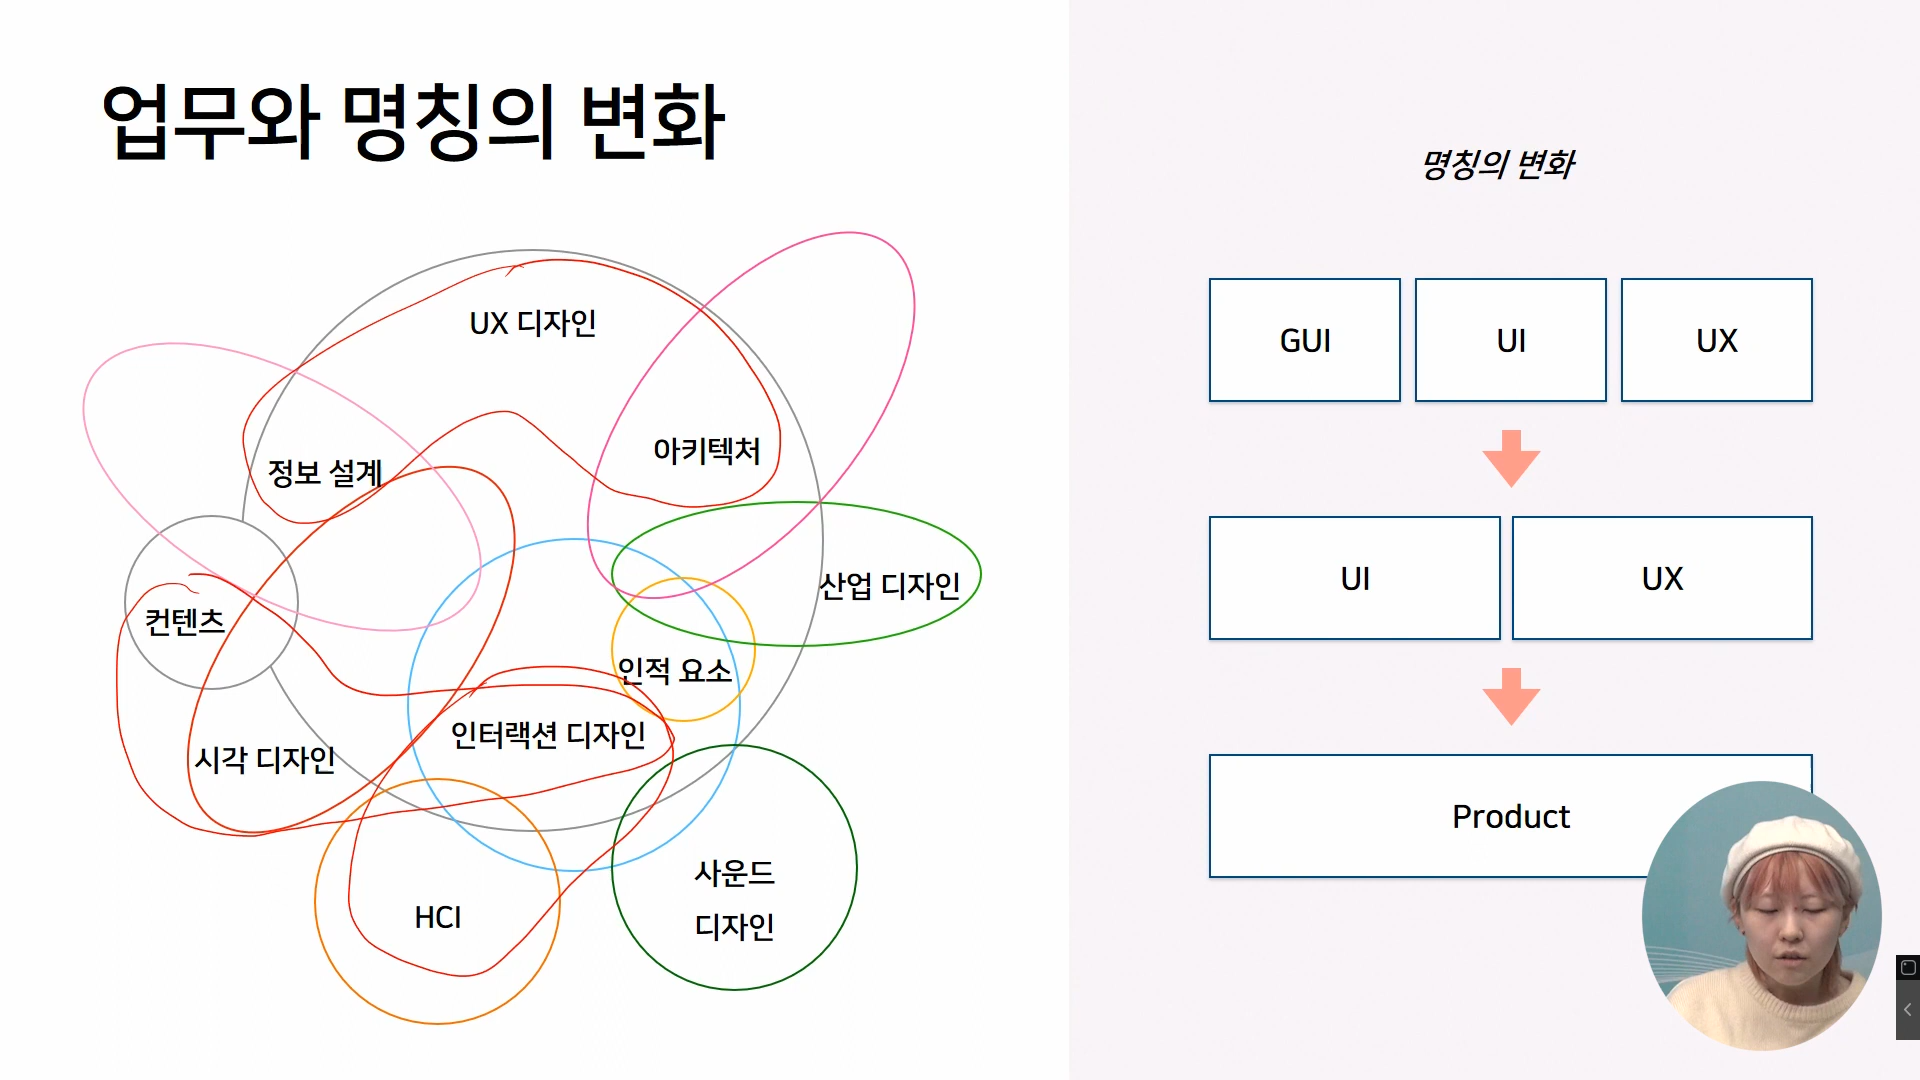 업무와 명칭의 변화
UX 디자인
아키텍처
정보 설계
산업 디자인
컨텐츠
인적 요소
인터랙션 디자인
시각 디자인
사운드
디자인
HCI
명칭의 변화
GUI
UI
UX
UI
UX
Product